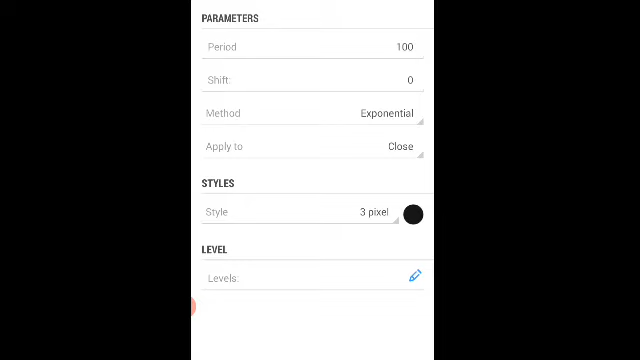 PARAMETERS
Period 100
Shift: 0
Method Exponential
Apply to Close
STYLES
Style 3 pixel
LEVEL
Levels: